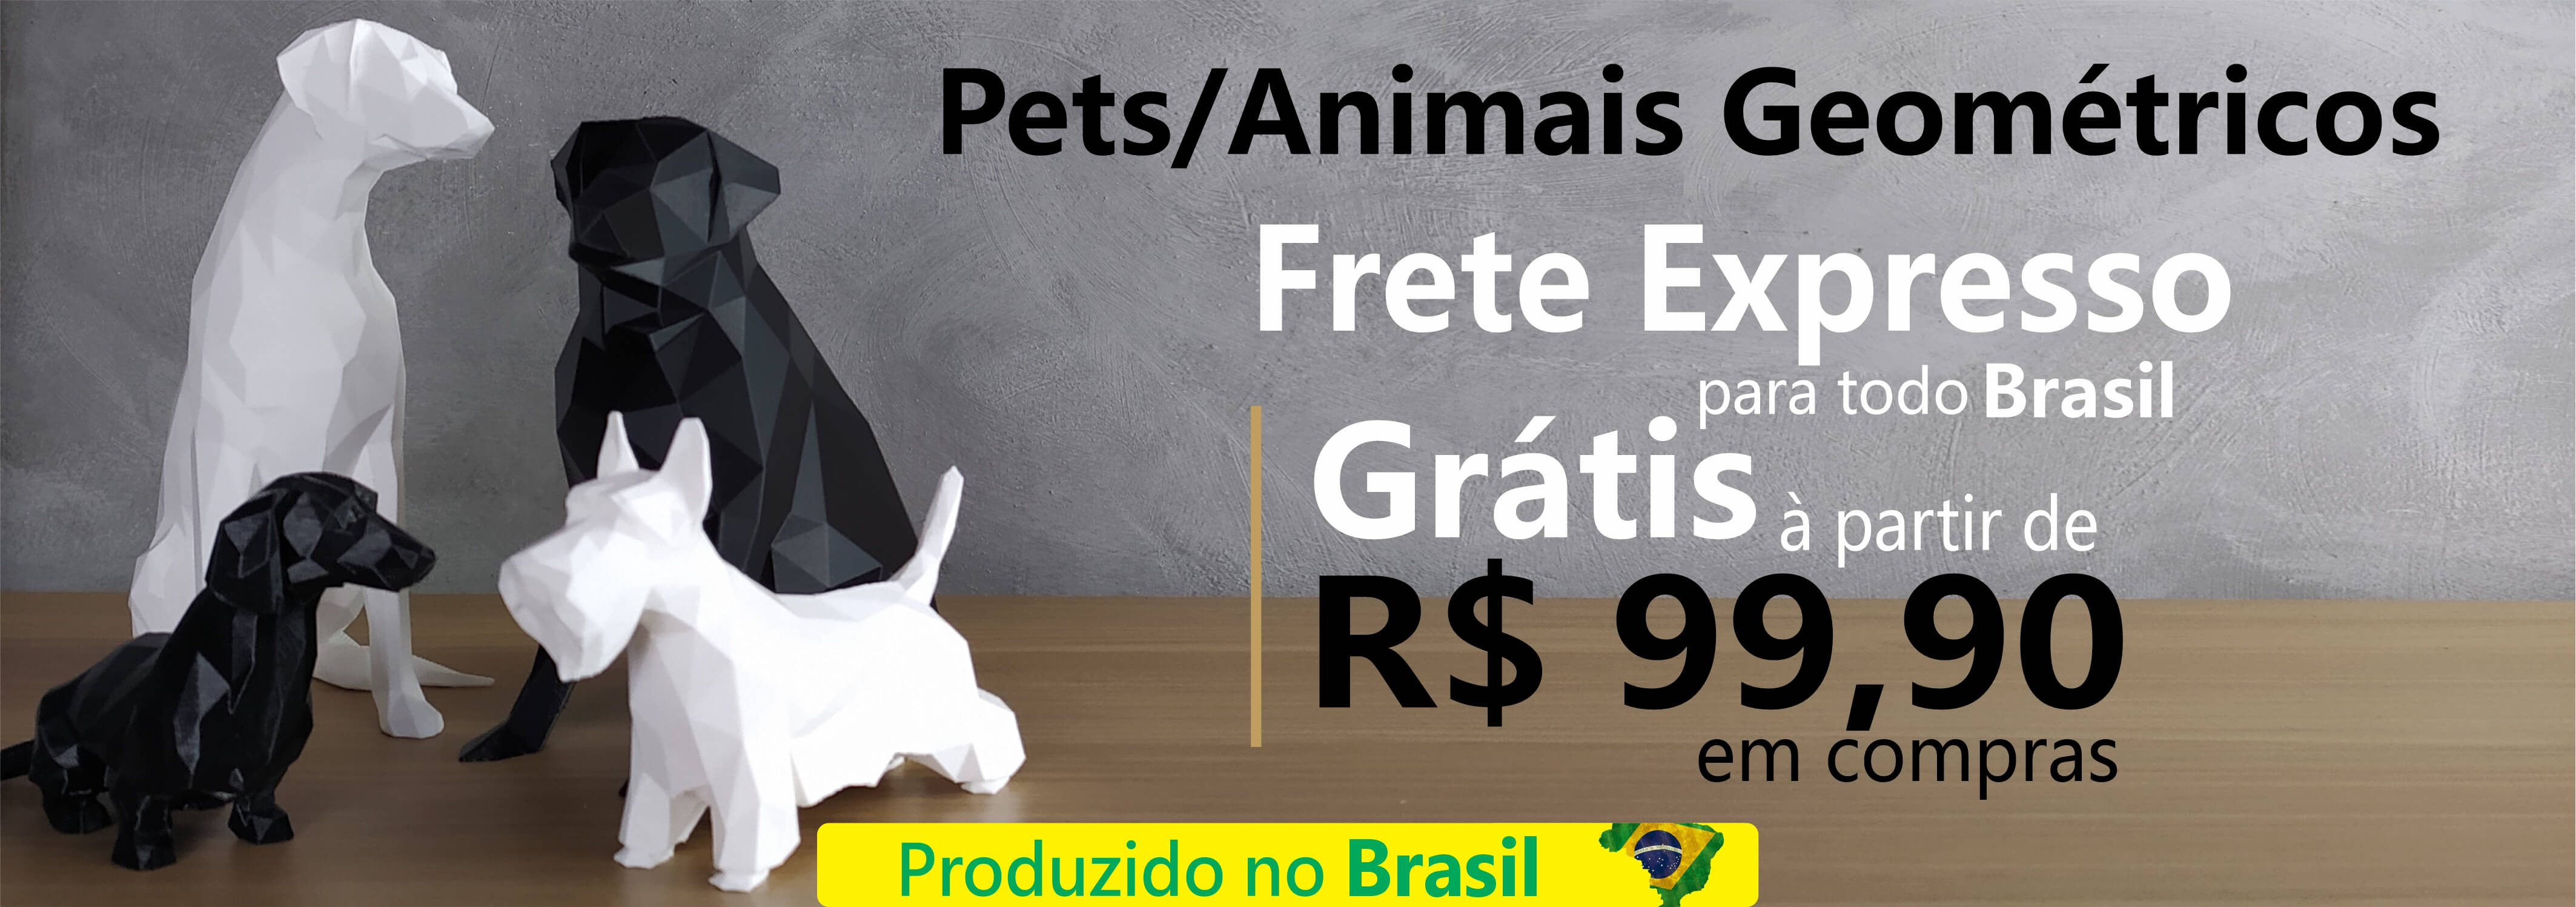 Pets/Animais Geométricos
Frete Expresso
para todo Brasil
Grátis à partir de
R$ 99,90
em compras
Produzido no Brasil